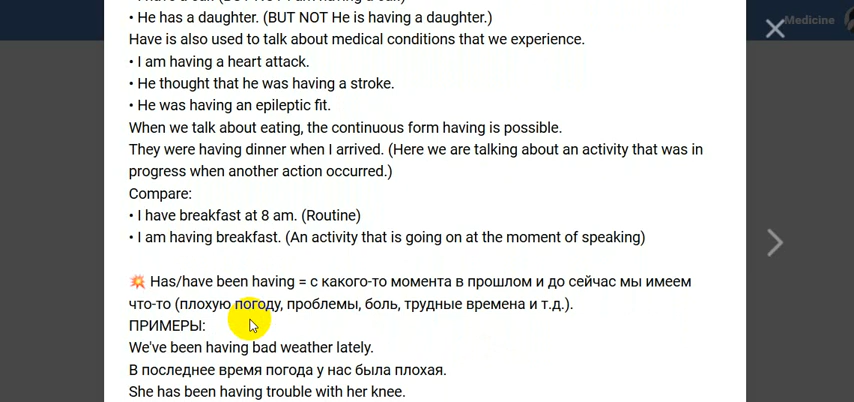 • He has a daughter. (BUT NOT He is having a daughter.)
Have is also used to talk about medical conditions that we experience.
• I am having a heart attack.
• He thought that he was having a stroke.
• He was having an epileptic fit.
When we talk about eating, the continuous form having is possible.
They were having dinner when I arrived. (Here we are talking about an activity that was in
progress when another action occurred.)
Compare:
• I have breakfast at 8 am. (Routine)
• I am having breakfast. (An activity that is going on at the moment of speaking)
💥 Has/have been having = с какого-то момента в прошлом и до сейчас мы имеем
что-то (плохую погоду, проблемы, боль, трудные времена и т.д.).
ПРИМЕРЫ:
We've been having bad weather lately.
В последнее время погода у нас была плохая.
She has been having trouble with her knee.
Medicine